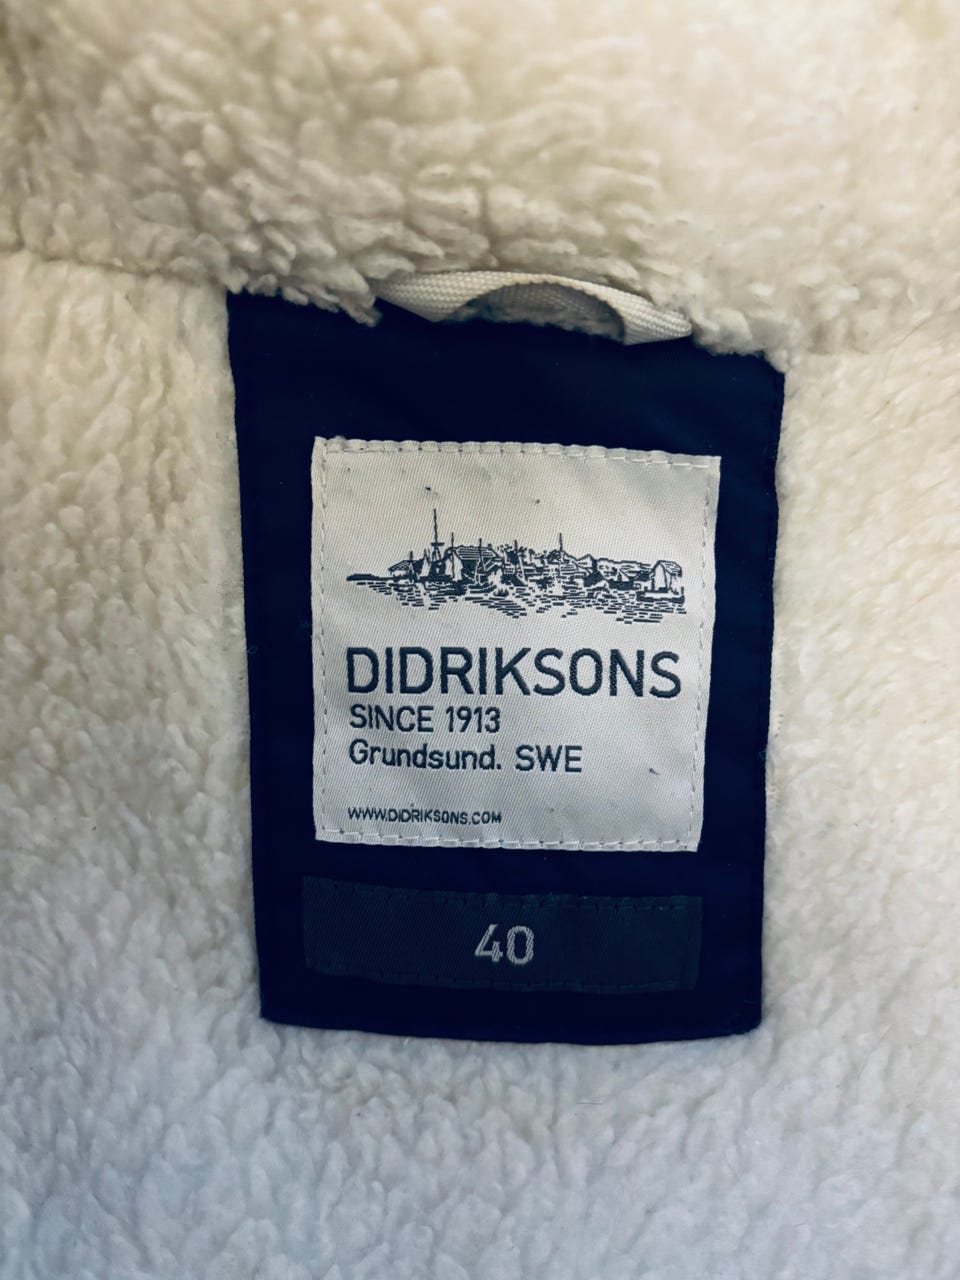 DIDRIKSONS
SINCE 1913
Grundsund. SWE
WWW.DIDRIKSONS.COM
40